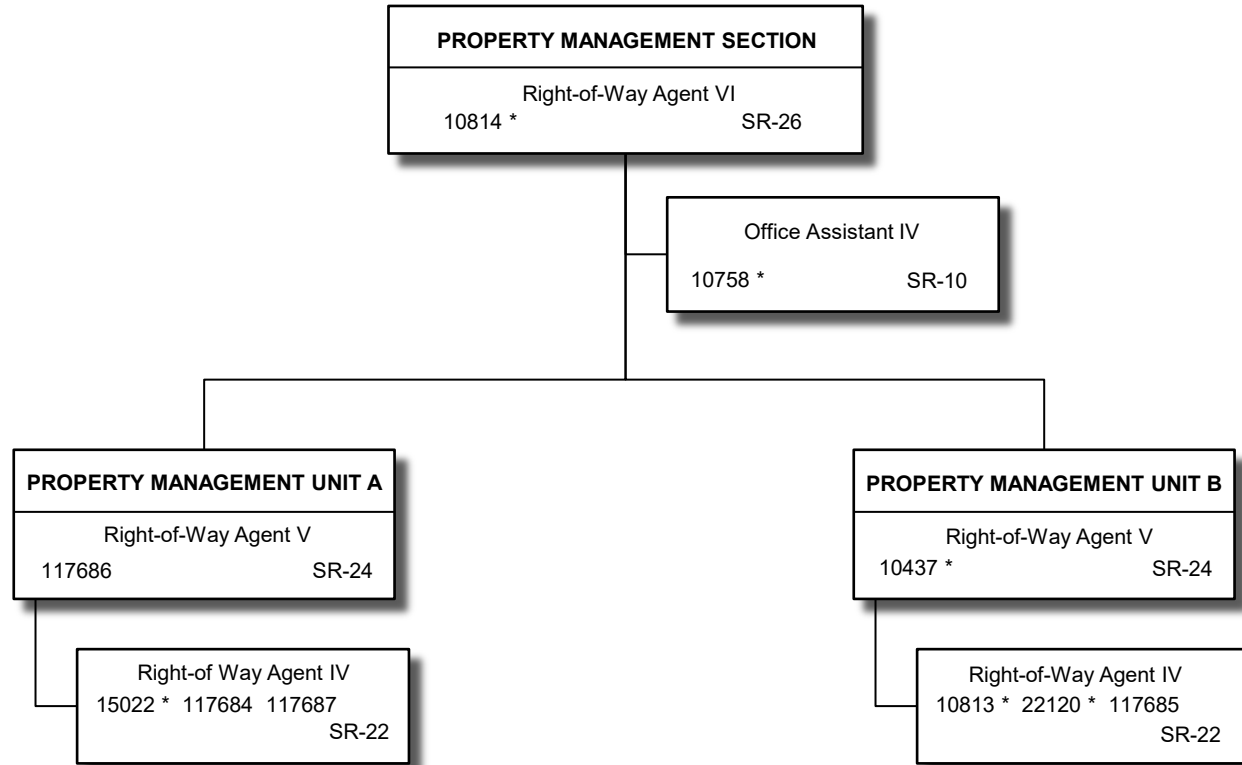 PROPERTY MANAGEMENT SECTION
Right-of-Way Agent VI
10814 * SR-26
Office Assistant IV
10758 * SR-10
PROPERTY MANAGEMENT UNIT A
Right-of-Way Agent V
117686 SR-24
Right-of Way Agent IV
15022 * 117684 117687
SR-22
PROPERTY MANAGEMENT UNIT B
Right-of-Way Agent V
10437 * SR-24
Right-of-Way Agent IV
10813 * 22120 * 117685
SR-22